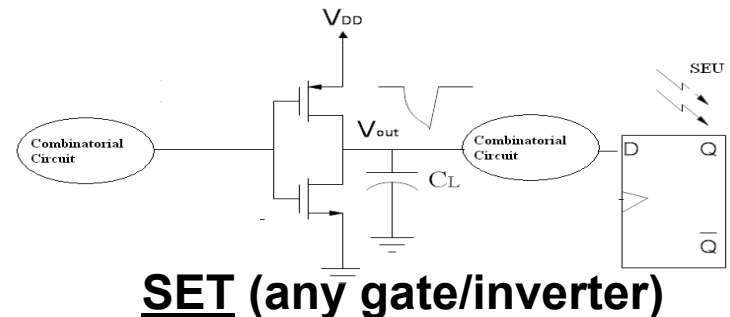 VDD
SEU
Combinatorial
Circuit
Vout
Combinatorial
Circuit
CL
D Q
Q
SET (any gate/inverter)